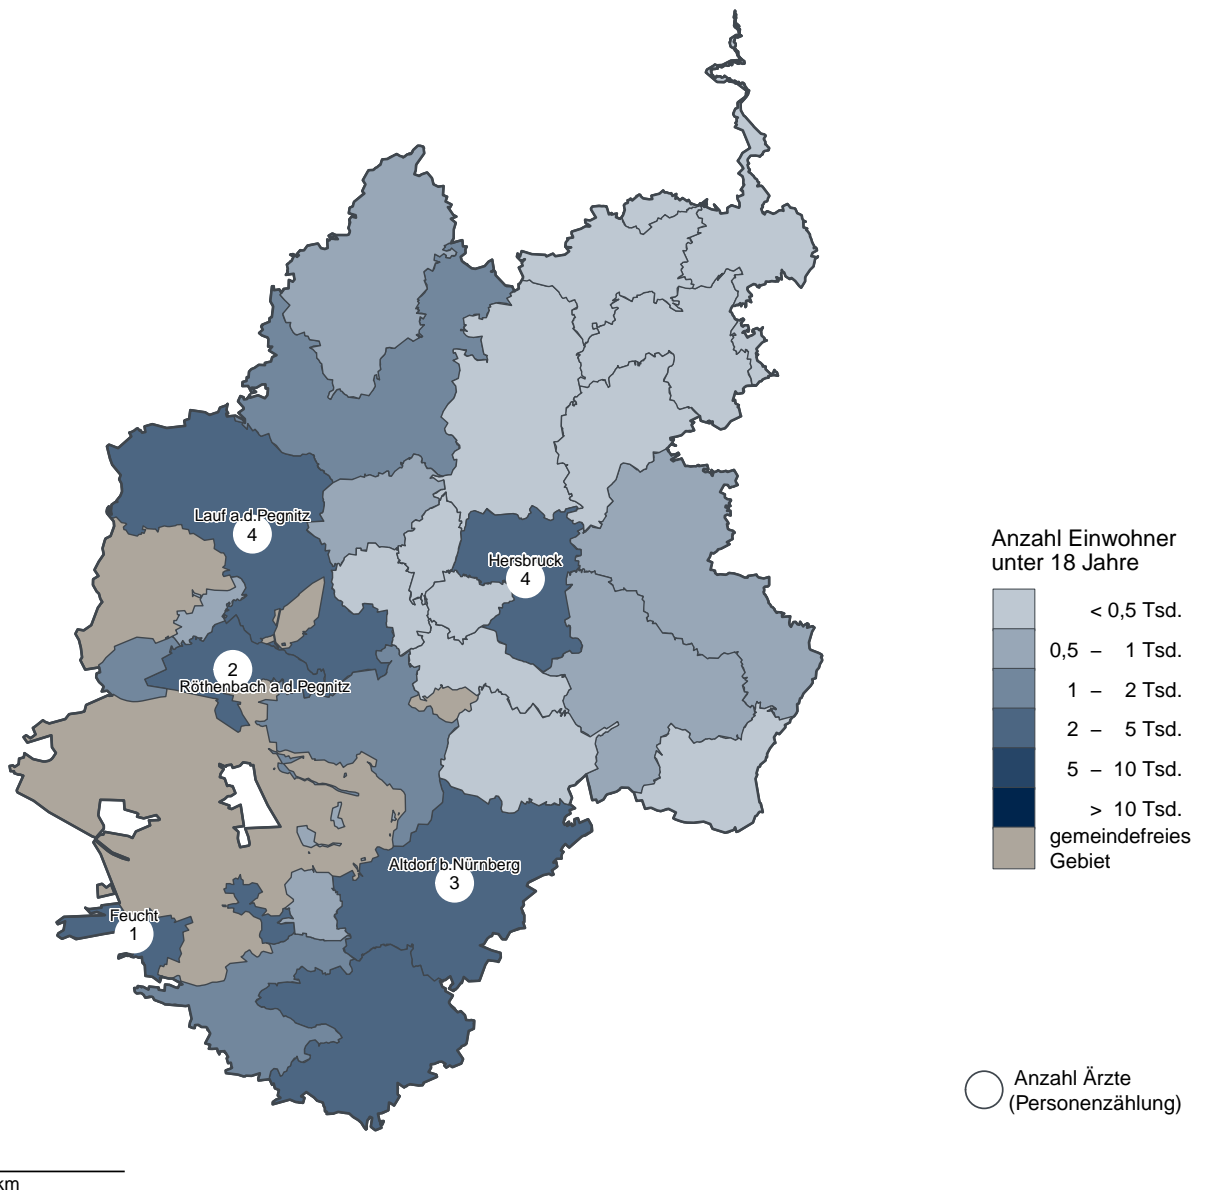 Lauf a.d.Pegnitz
4
Hersbruck
4
2
Röthenbach a.d.Pegnitz
Altdorf b.Nürnberg
3
Feucht
1
Anzahl Einwohner
unter 18 Jahre
< 0,5 Tsd.
0,5 – 1 Tsd.
1 – 2 Tsd.
2 – 5 Tsd.
5 – 10 Tsd.
> 10 Tsd.
gemeindefreies
Gebiet
Anzahl Ärzte
(Personenzählung)
km